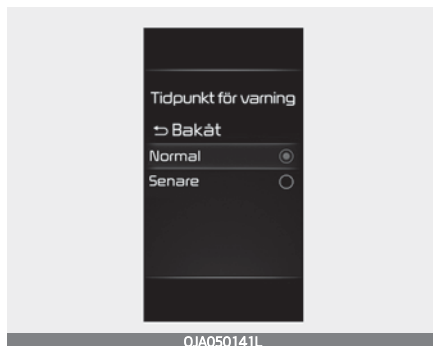 Tidpunkt för varning
Bakåt
Normal
Senare
OJA050141L